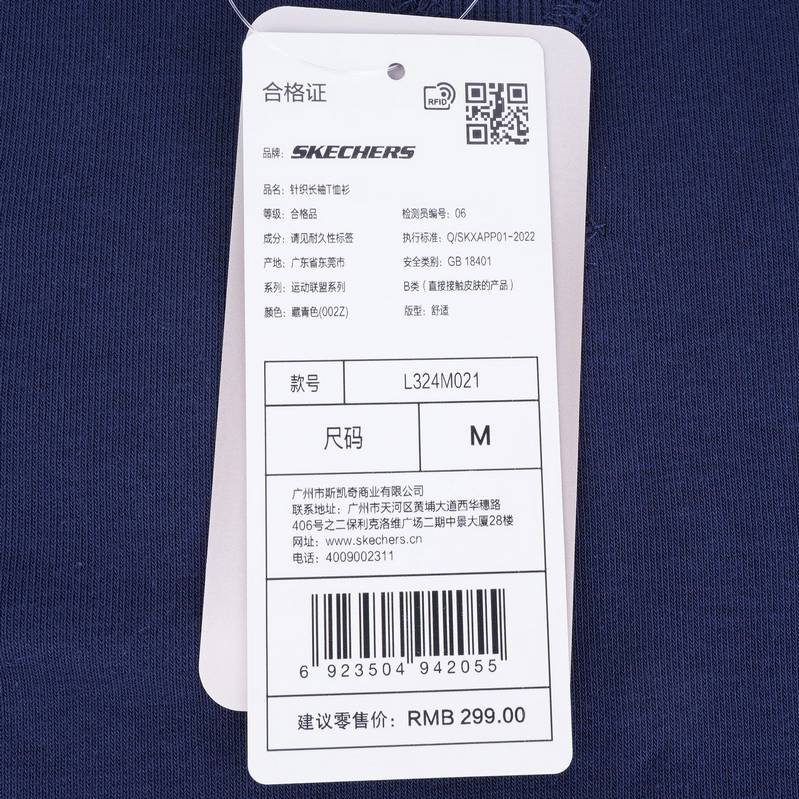 合格证
RFID
品牌: SKECHERS
品名: 针织长袖T恤衫
等级: 合格品 检测员编号: 06
成分: 请见耐久性标签 执行标准: Q/SKXAPP01-2022
产地: 广东省东莞市 安全类别: GB 18401
系列: 运动联盟系列 B类（直接接触皮肤的产品）
颜色: 藏青色(002Z) 版型: 舒适
款号 L324M021
尺码 M
广州市斯凯奇商业有限公司
联系地址: 广州市天河区黄埔大道西华穗路
406号之二保利克洛维广场二期中景大厦28楼
网址: www.skechers.cn
电话: 4009002311
6 923504 942055
建议零售价: RMB 299.00